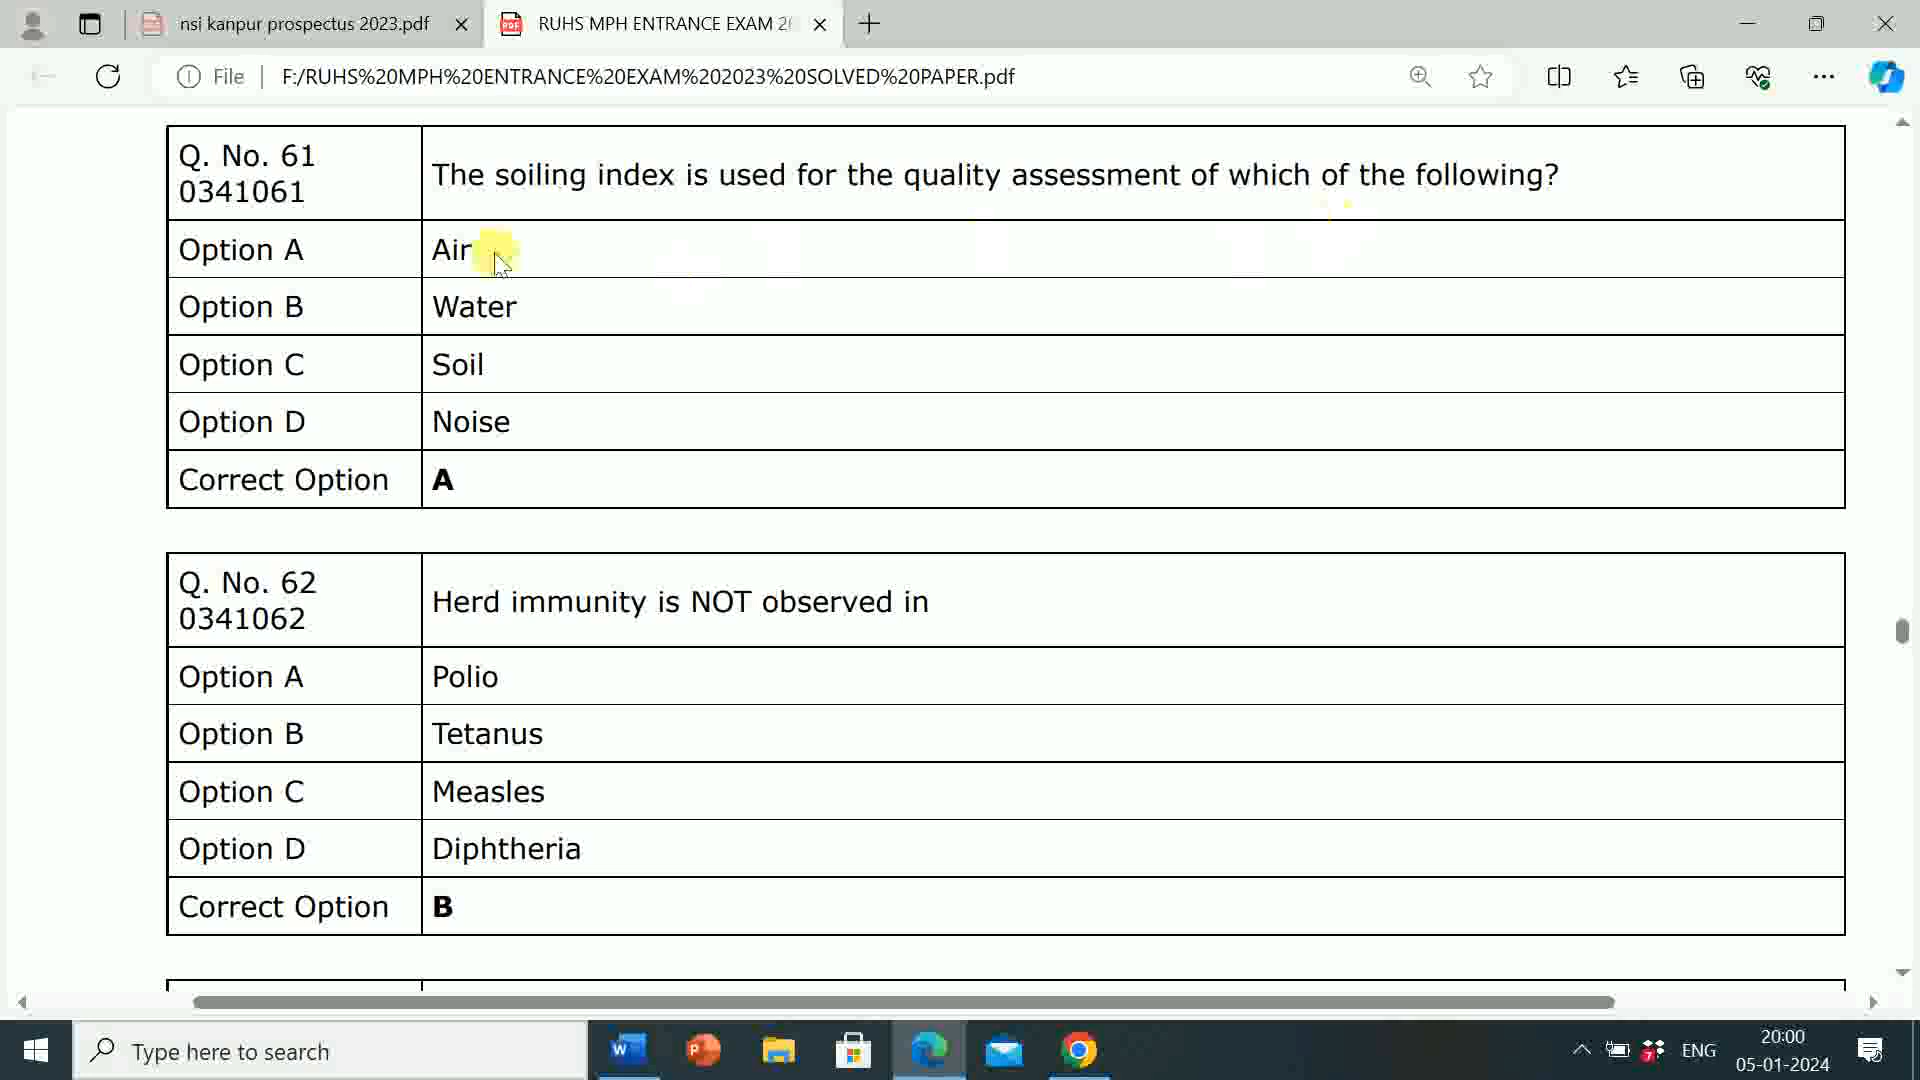 nsi kanpur prospectus 2023.pdf
RUHS MPH ENTRANCE EXAM 20
File
F:/RUHS%20MPH%20ENTRANCE%20EXAM%202023%20SOLVED%20PAPER.pdf
Q. No. 61
0341061
The soiling index is used for the quality assessment of which of the following?
Option A
Air
Option B
Water
Option C
Soil
Option D
Noise
Correct Option
A
Q. No. 62
0341062
Herd immunity is NOT observed in
Option A
Polio
Option B
Tetanus
Option C
Measles
Option D
Diphtheria
Correct Option
B
Type here to search
ENG
20:00
05-01-2024